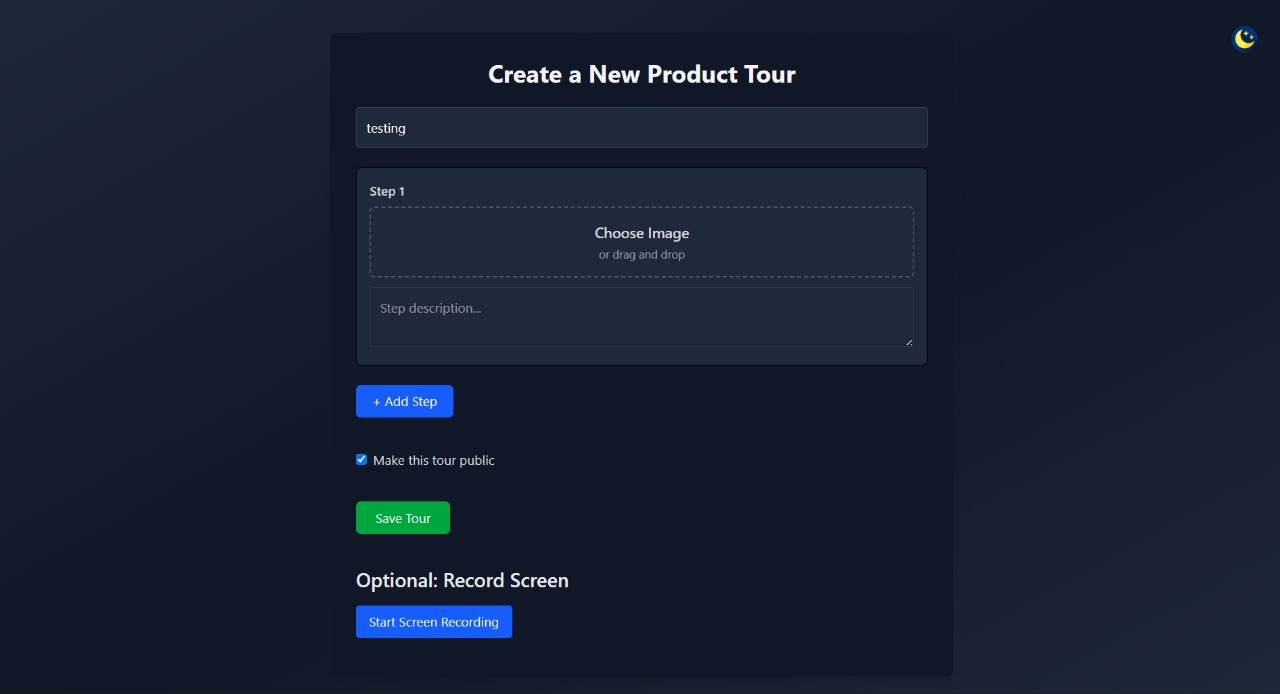 Create a New Product Tour
testing
Step 1
Choose Image
or drag and drop
Step description...
+ Add Step
Make this tour public
Save Tour
Optional: Record Screen
Start Screen Recording